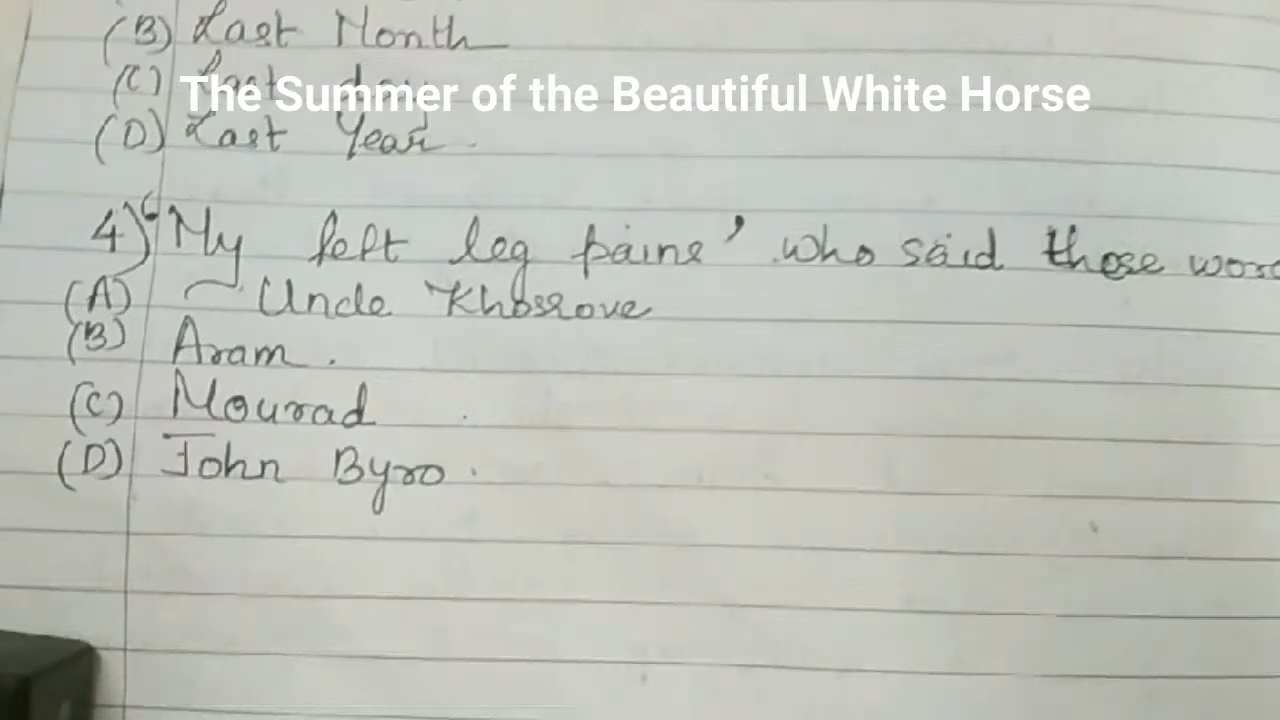 (B) Last Month
(C) Last day
The Summer of the Beautiful White Horse
(D) Last Year.
4) "My left leg pains' who said these
(A) Uncle Khosrove
(B) Aram.
(C) Mourad
(D) John Byro.